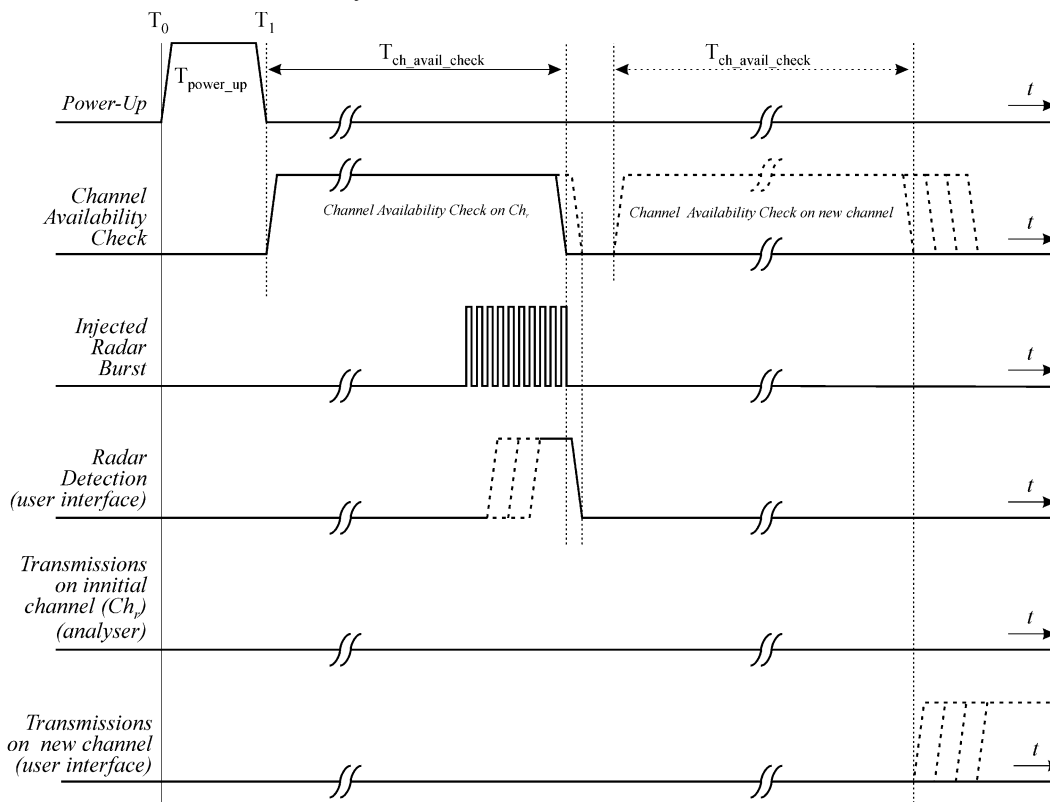 T0 T1
Tch_avail_check Tch_avail_check
Tpower_up
Power-Up
t
Channel
Availability
Check
Channel Availability Check on Chr
Channel Availability Check on new channel
t
Injected
Radar
Burst
t
Radar
Detection
(user interface)
t
Transmissions
on innitial
channel (Chr)
(analyser)
t
Transmissions
on new channel
(user interface)
t